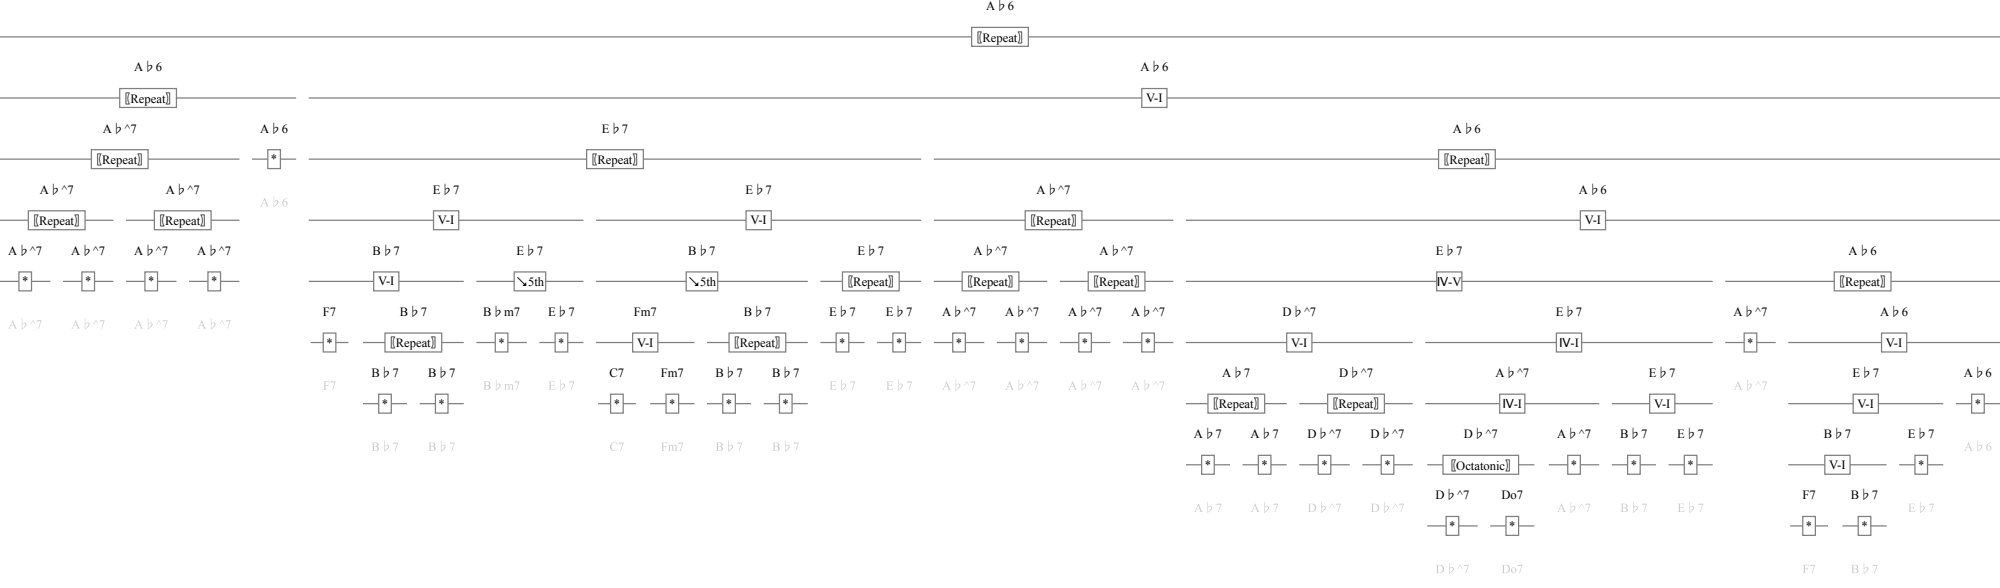 A♭6
〚Repeat〛
A♭6 A♭6
〚Repeat〛 V-I
A♭^7 A♭6 E♭7 A♭6
〚Repeat〛 * 〚Repeat〛 〚Repeat〛
A♭^7 A♭^7 A♭6 E♭7 E♭7 A♭^7 A♭6
〚Repeat〛 〚Repeat〛 V-I V-I 〚Repeat〛 V-I
A♭^7 A♭^7 A♭^7 A♭^7 B♭7 E♭7 B♭7 E♭7 A♭^7 A♭^7 E♭7 A♭6
* * * * V-I ↘5th ↘5th 〚Repeat〛 〚Repeat〛 〚Repeat〛 Ⅳ-Ⅴ 〚Repeat〛
A♭^7 A♭^7 A♭^7 A♭^7 F7 B♭7 B♭m7 E♭7 Fm7 B♭7 E♭7 E♭7 A♭^7 A♭^7 A♭^7 A♭^7 D♭^7 E♭7 A♭^7 A♭6
* 〚Repeat〛 * * V-I 〚Repeat〛 * * * * * * V-I Ⅳ-I * V-I
F7 B♭7 B♭7 B♭m7 E♭7 C7 Fm7 B♭7 B♭7 E♭7 E♭7 A♭^7 A♭^7 A♭^7 A♭^7 A♭7 D♭^7 A♭^7 E♭7 A♭^7 E♭7 A♭6
* * * * * * 〚Repeat〛 〚Repeat〛 Ⅳ-I V-I V-I *
B♭7 B♭7 C7 Fm7 B♭7 B♭7 A♭7 A♭7 D♭^7 D♭^7 D♭^7 A♭^7 B♭7 E♭7 B♭7 E♭7 A♭6
* * * * 〚Octatonic〛 * * * V-I *
A♭7 A♭7 D♭^7 D♭^7 D♭^7 Do7 A♭^7 B♭7 E♭7 F7 B♭7 E♭7
* * * *
D♭^7 Do7 F7 B♭7